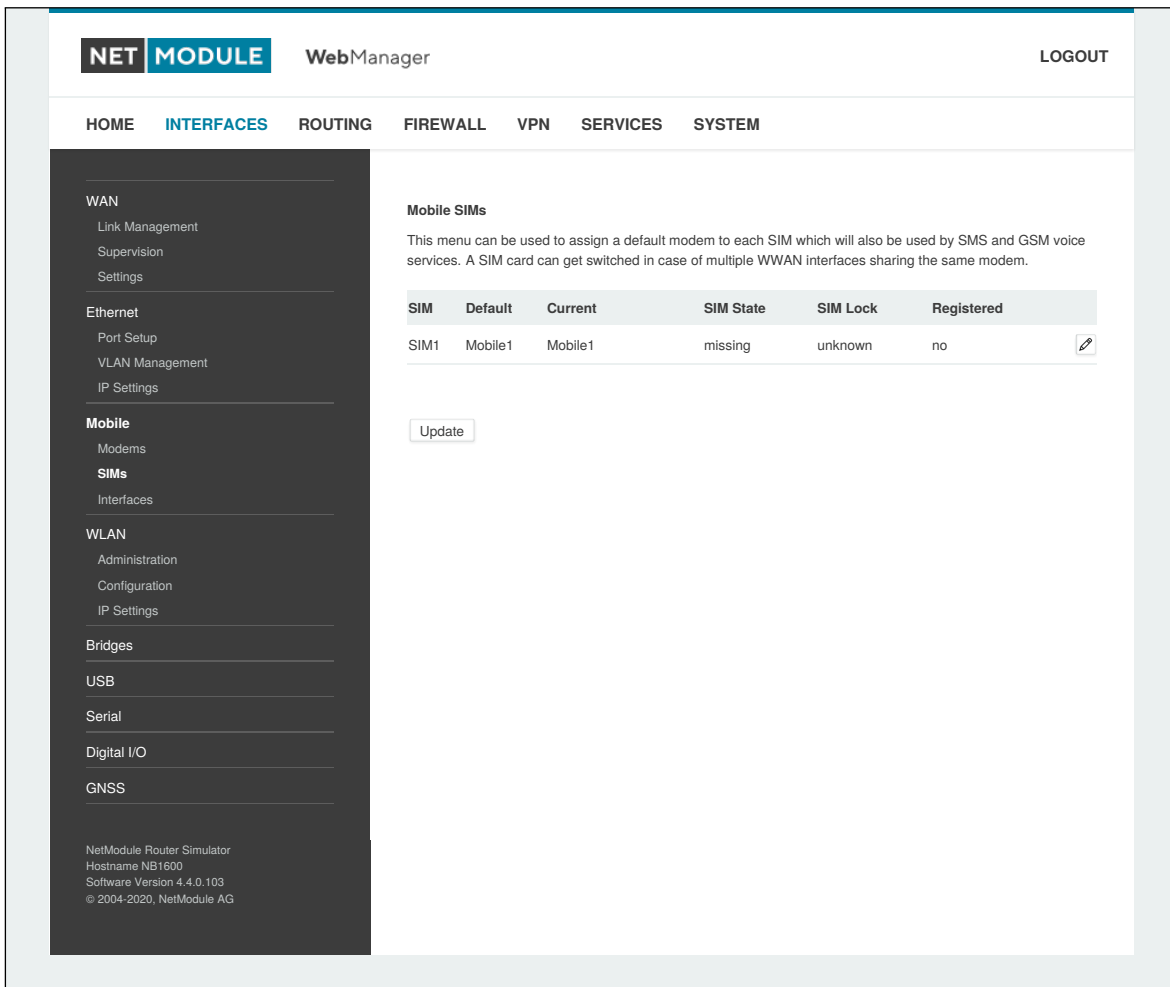 NET MODULE WebManager LOGOUT
HOME INTERFACES ROUTING FIREWALL VPN SERVICES SYSTEM
WAN
Link Management
Supervision
Settings
Ethernet
Port Setup
VLAN Management
IP Settings
Mobile
Modems
SIMs
Interfaces
WLAN
Administration
Configuration
IP Settings
Bridges
USB
Serial
Digital I/O
GNSS
NetModule Router Simulator
Hostname NB1600
Software Version 4.4.0.103
© 2004-2020, NetModule AG
Mobile SIMs
This menu can be used to assign a default modem to each SIM which will also be used by SMS and GSM voice
services. A SIM card can get switched in case of multiple WWAN interfaces sharing the same modem.
SIM Default Current SIM State SIM Lock Registered
SIM1 Mobile1 Mobile1 missing unknown no
Update